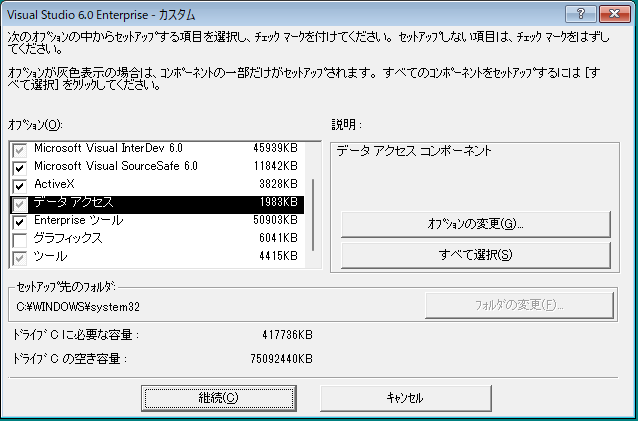 Visual Studio 6.0 Enterprise - カスタム
次のｵﾌﾟｼｮﾝの中からｾｯﾄｱｯﾌﾟする項目を選択し、ﾁｪｯｸ ﾏｰｸを付けてください。ｾｯﾄｱｯﾌﾟしない項目は、ﾁｪｯｸ ﾏｰｸをはずし
てください。
ｵﾌﾟｼｮﾝが灰色表示の場合は、ｺﾝﾎﾟｰﾈﾝﾄの一部だけがｾｯﾄｱｯﾌﾟされます。すべてのｺﾝﾎﾟｰﾈﾝﾄをｾｯﾄｱｯﾌﾟするには [す
べて選択] をｸﾘｯｸしてください。
ｵﾌﾟｼｮﾝ(O):
Microsoft Visual InterDev 6.0 45939KB
Microsoft Visual SourceSafe 6.0 11842KB
ActiveX 3828KB
データ アクセス 1983KB
Enterprise ツール 50903KB
グラフィックス 6041KB
ツール 4415KB
説明 :
データ アクセス コンポーネント
ｵﾌﾟｼｮﾝの変更(G)...
すべて選択(S)
ｾｯﾄｱｯﾌﾟ先のﾌｫﾙﾀﾞ:
C:¥WINDOWS¥system32
ﾌｫﾙﾀﾞの変更(F)...
ﾄﾞﾗｲﾌﾞ C に必要な容量 : 417736KB
ﾄﾞﾗｲﾌﾞ C の空き容量 : 75092440KB
継続(C)
ｷｬﾝｾﾙ